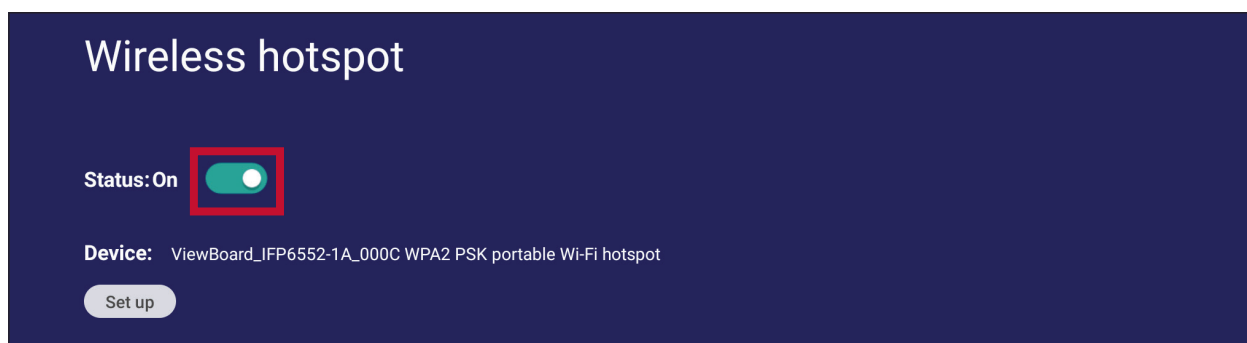 Wireless hotspot
Status: On
Device: ViewBoard_IFP6552-1A_000C WPA2 PSK portable Wi-Fi hotspot
Set up